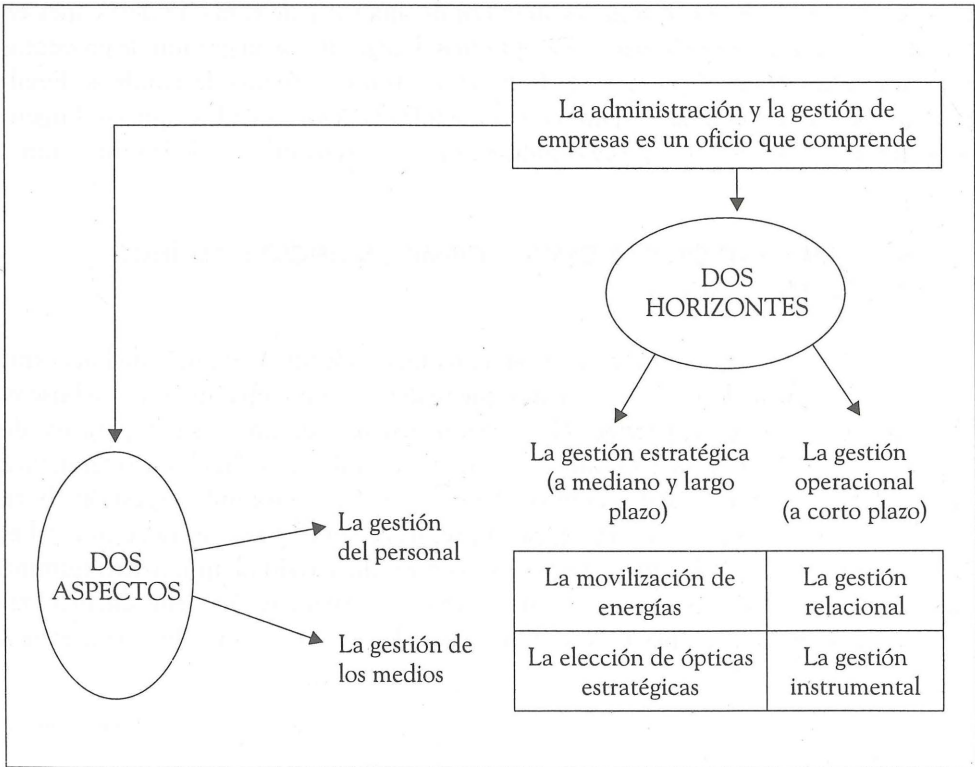 La administración y la gestión de
empresas es un oficio que comprende
DOS
HORIZONTES
La gestión estratégica
(a mediano y largo
plazo)
La gestión
operacional
(a corto plazo)
DOS
ASPECTOS
La gestión
del personal
La gestión de
los medios
La movilización de
energías
La gestión
relacional
La elección de ópticas
estratégicas
La gestión
instrumental